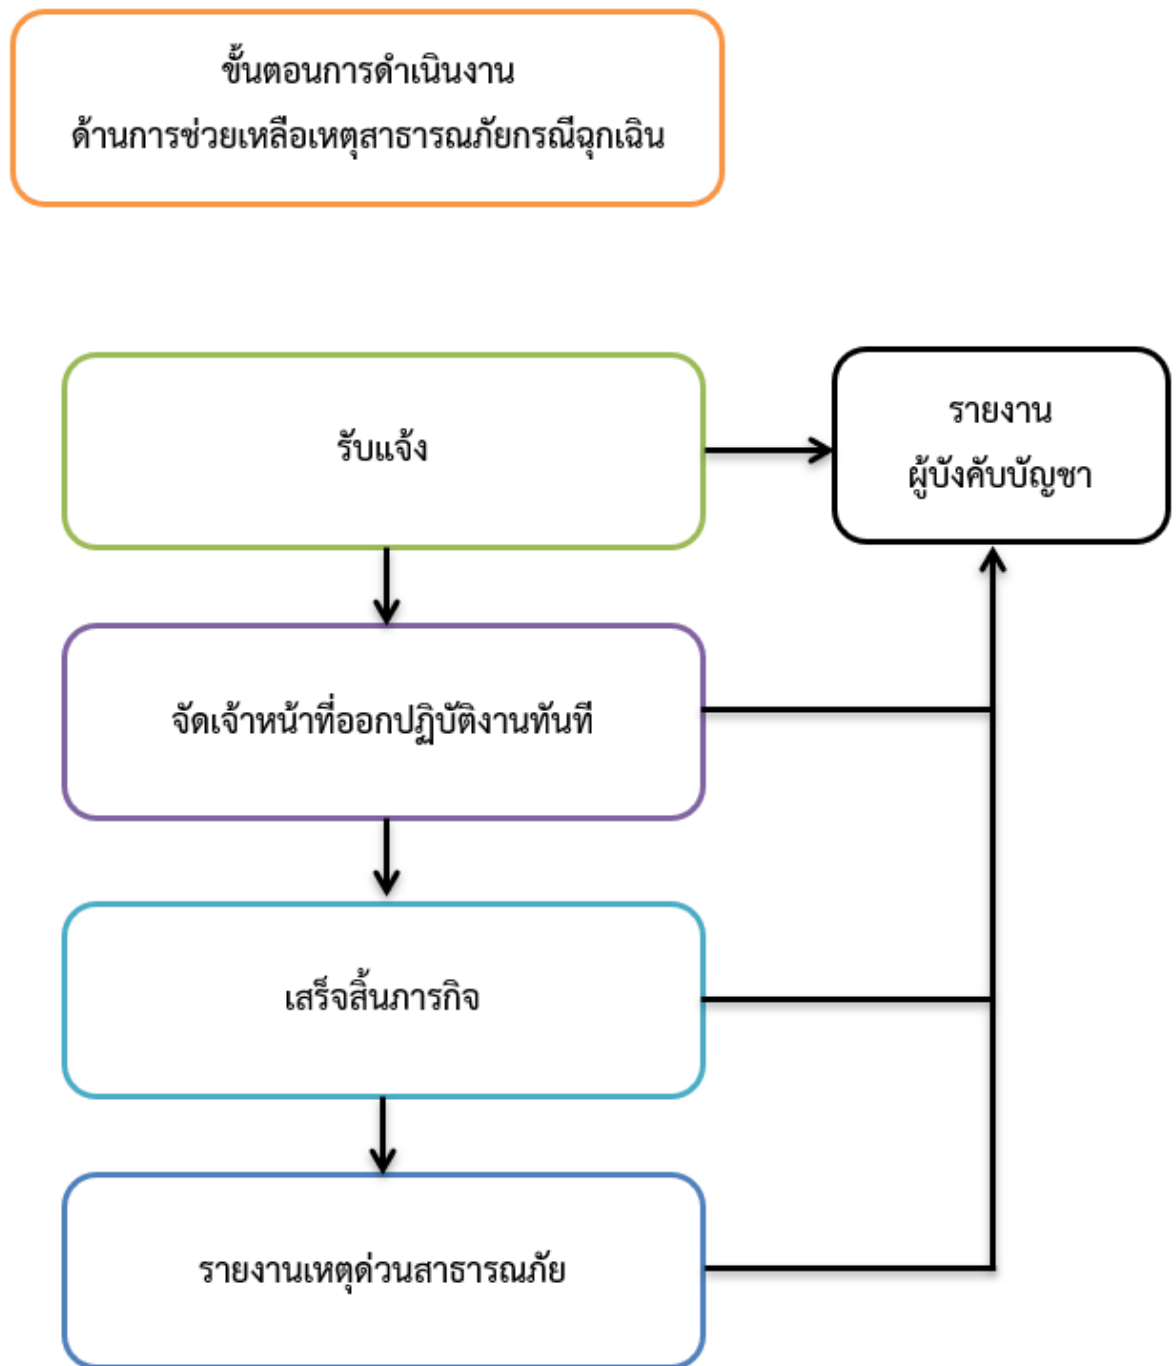 ขั้นตอนการดำเนินงาน
ด้านการช่วยเหลือเหตุสาธารณภัยกรณีฉุกเฉิน
รับแจ้ง
รายงาน
ผู้บังคับบัญชา
จัดเจ้าหน้าที่ออกปฏิบัติงานทันที
เสร็จสิ้นภารกิจ
รายงานเหตุด่วนสาธารณภัย